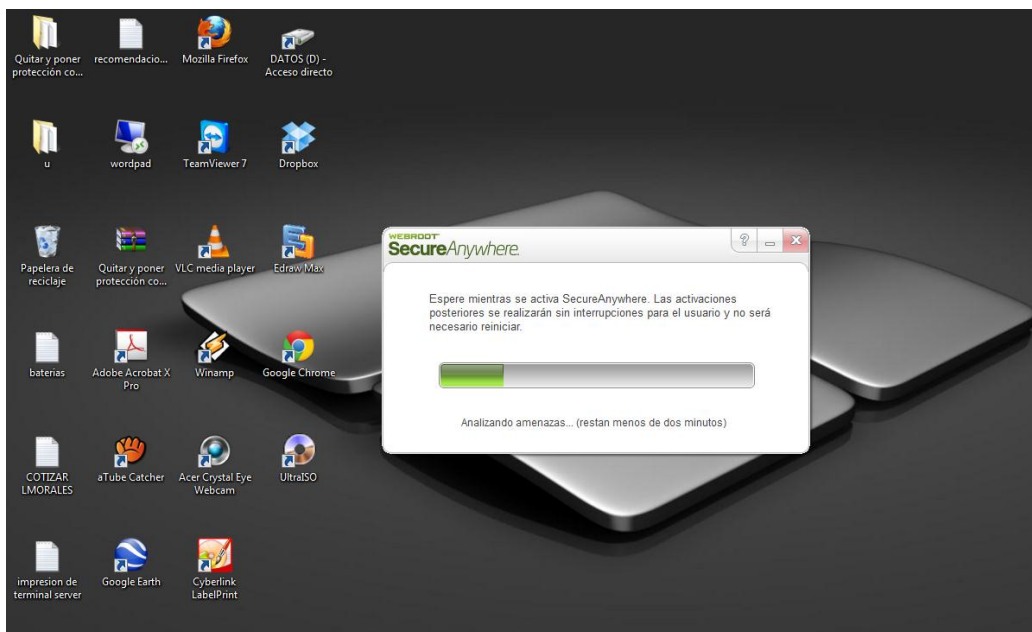 Quitar y poner
protección co...
recomendacio...
Mozilla Firefox
DATOS (D) -
Acceso directo
u
wordpad
TeamViewer 7
Dropbox
Papelera de
reciclaje
Quitar y poner
protección co...
VLC media player
Edraw Max
baterias
Adobe Acrobat X
Pro
Winamp
Google Chrome
COTIZAR
LMORALES
aTube Catcher
Acer Crystal Eye
Webcam
UltraISO
impresion de
terminal server
Google Earth
Cyberlink
LabelPrint
WEBROOT
SecureAnywhere.
?
Espere mientras se activa SecureAnywhere. Las activaciones
posteriores se realizarán sin interrupciones para el usuario y no será
necesario reiniciar.
Analizando amenazas... (restan menos de dos minutos)